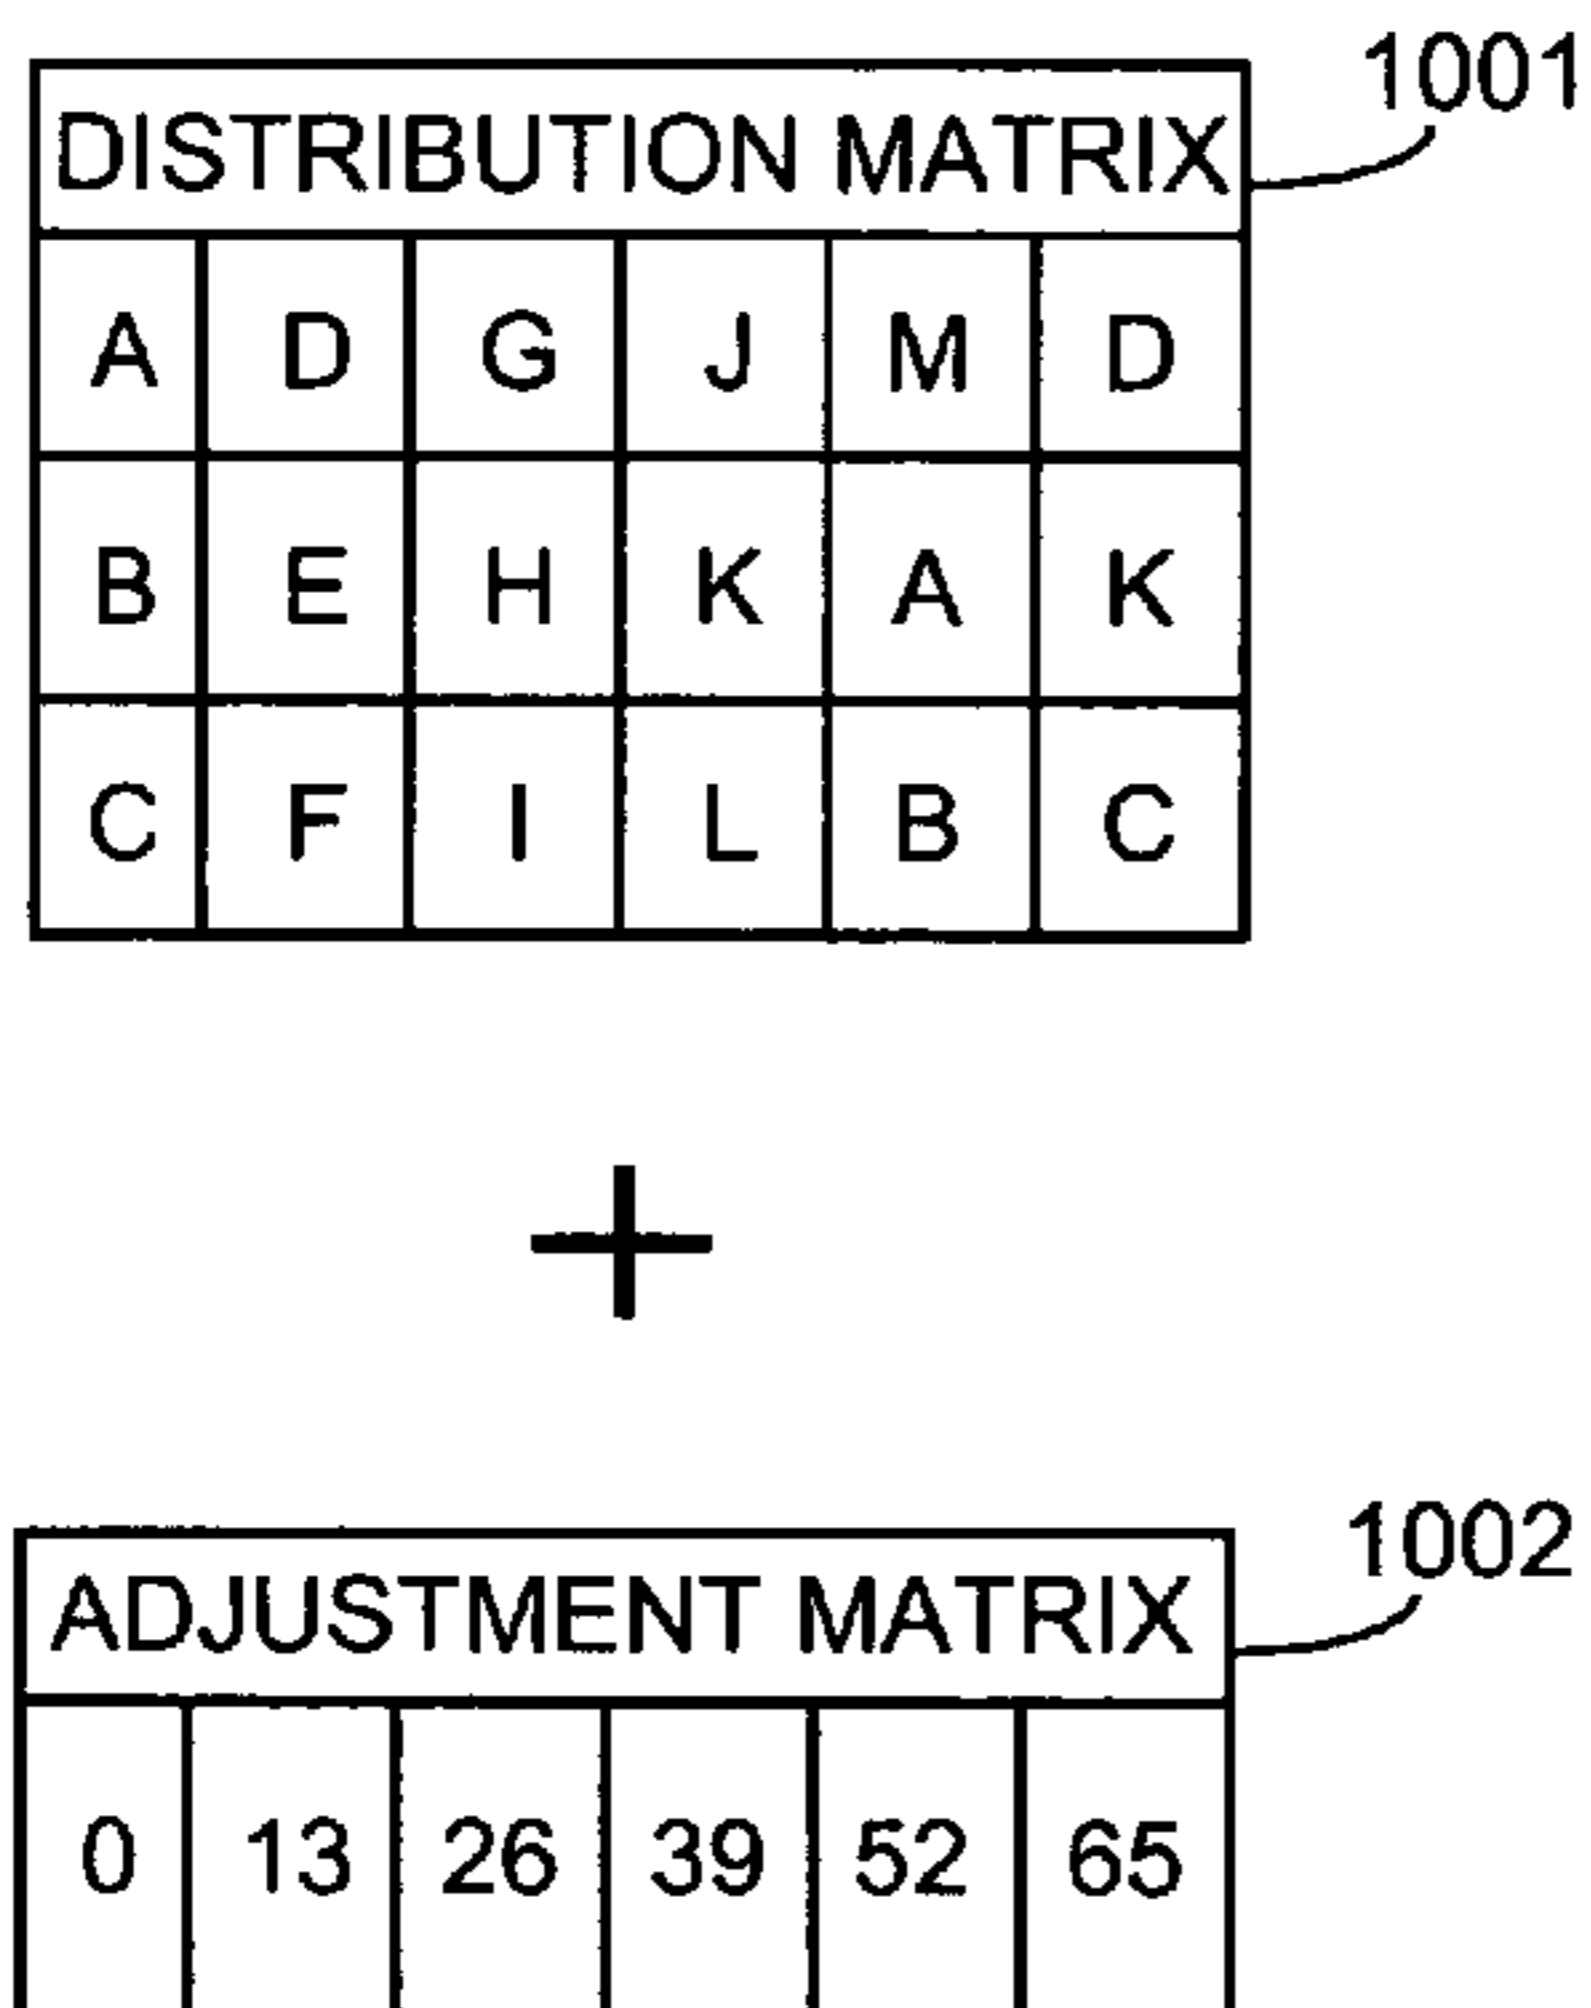 1001
DISTRIBUTION MATRIX
A D G J M D
B E H K A K
C F I L B C
+
1002
ADJUSTMENT MATRIX
0 13 26 39 52 65